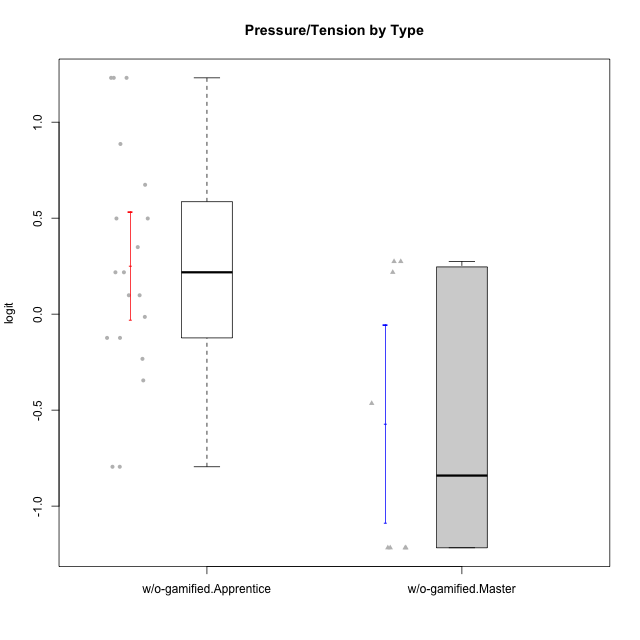 Pressure/Tension by Type
logit
1.0
0.5
0.0
-0.5
-1.0
w/o-gamified.Apprentice
w/o-gamified.Master